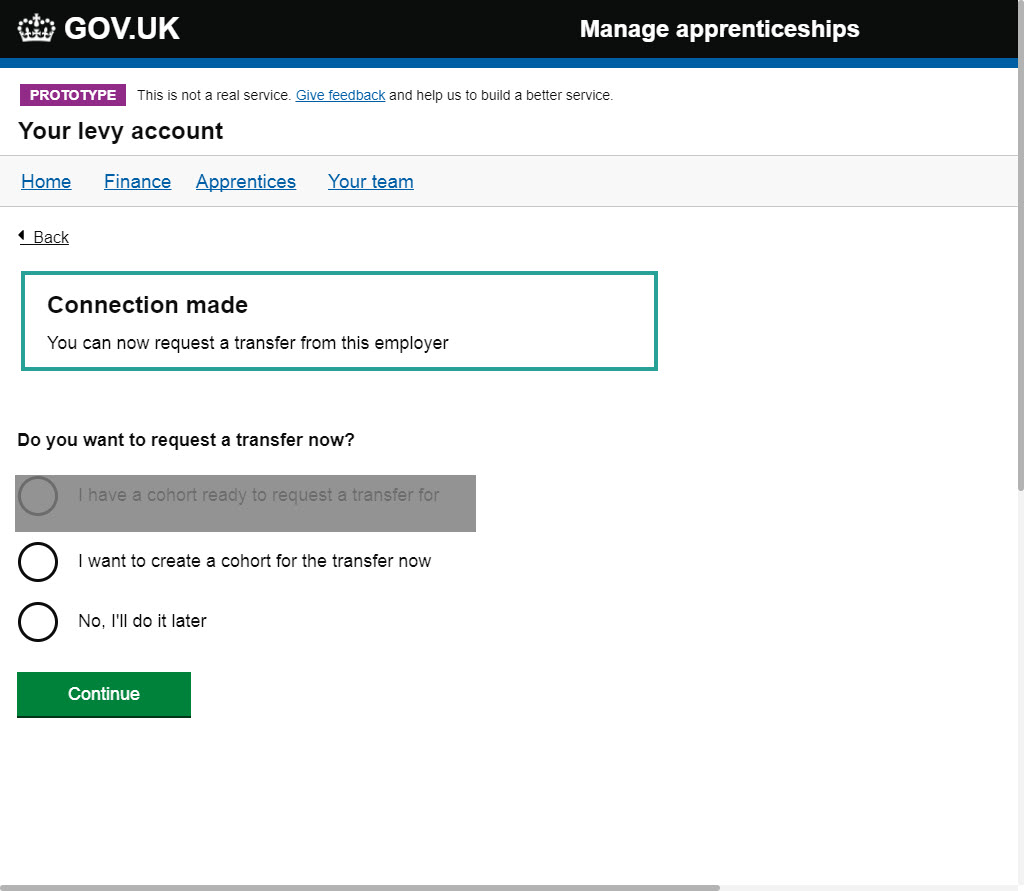 GOV.UK Manage apprenticeships
PROTOTYPE This is not a real service. Give feedback and help us to build a better service.
Your levy account
Home Finance Apprentices Your team
Back
Connection made
You can now request a transfer from this employer
Do you want to request a transfer now?
I have a cohort ready to request a transfer for
I want to create a cohort for the transfer now
No, I'll do it later
Continue